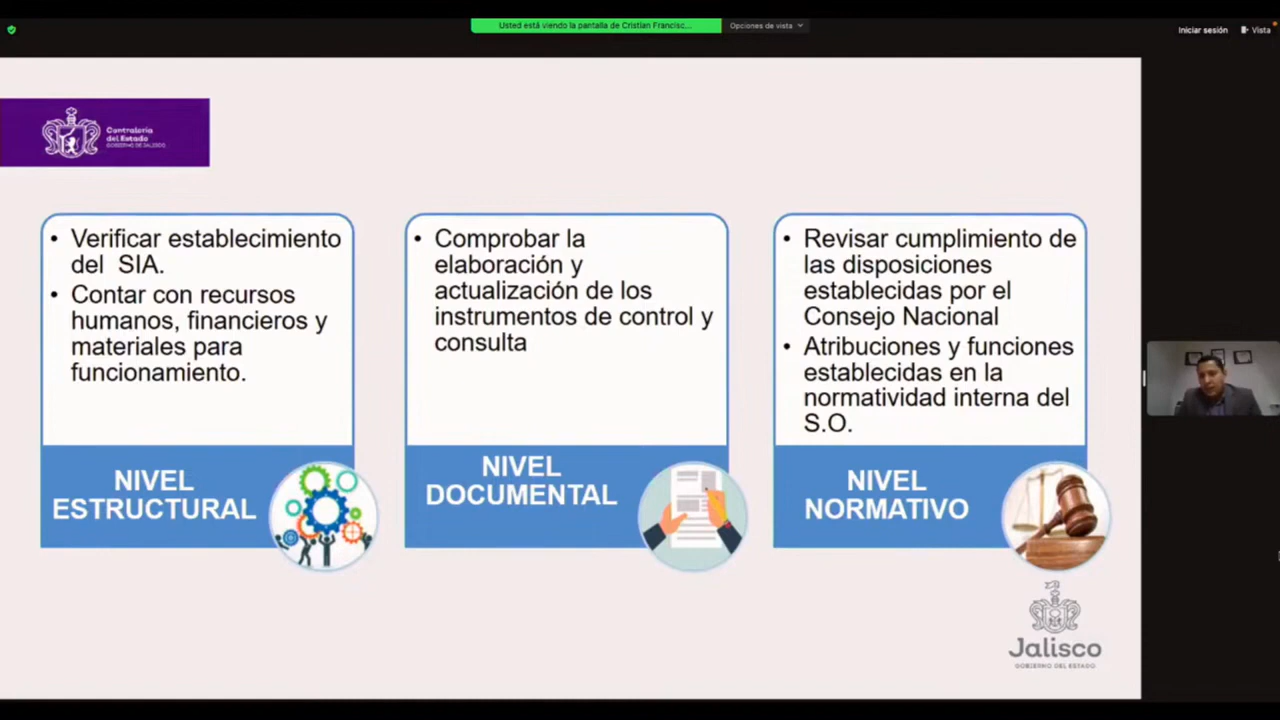 Usted está viendo la pantalla de Cristian Francisc...
Opciones de vista
Iniciar sesión
Vista
Contraloría
del Estado
GOBIERNO DE JALISCO
• Verificar establecimiento
del SIA.
• Contar con recursos
humanos, financieros y
materiales para
funcionamiento.
NIVEL
ESTRUCTURAL
• Comprobar la
elaboración y
actualización de los
instrumentos de control y
consulta
NIVEL
DOCUMENTAL
• Revisar cumplimiento de
las disposiciones
establecidas por el
Consejo Nacional
• Atribuciones y funciones
establecidas en la
normatividad interna del
S.O.
NIVEL
NORMATIVO
Jalisco
GOBIERNO DEL ESTADO